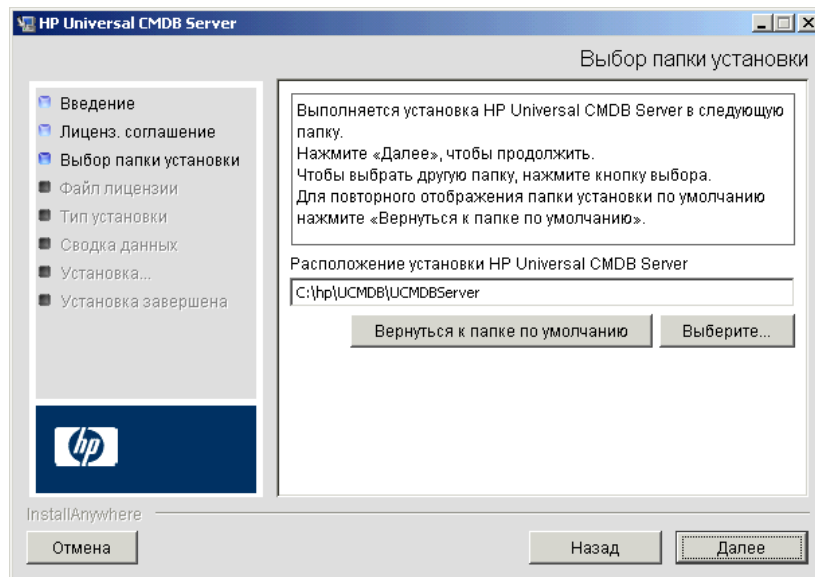 HP Universal CMDB Server
Выбор папки установки
Введение
Лиценз. соглашение
Выбор папки установки
Файл лицензии
Тип установки
Сводка данных
Установка...
Установка завершена
Выполняется установка HP Universal CMDB Server в следующую
папку.
Нажмите «Далее», чтобы продолжить.
Чтобы выбрать другую папку, нажмите кнопку выбора.
Для повторного отображения папки установки по умолчанию
нажмите «Вернуться к папке по умолчанию».
Расположение установки HP Universal CMDB Server
C:\hp\UCMDB\UCMDBServer
Вернуться к папке по умолчанию
Выберите...
hp
InstallAnywhere
Отмена
Назад
Далее